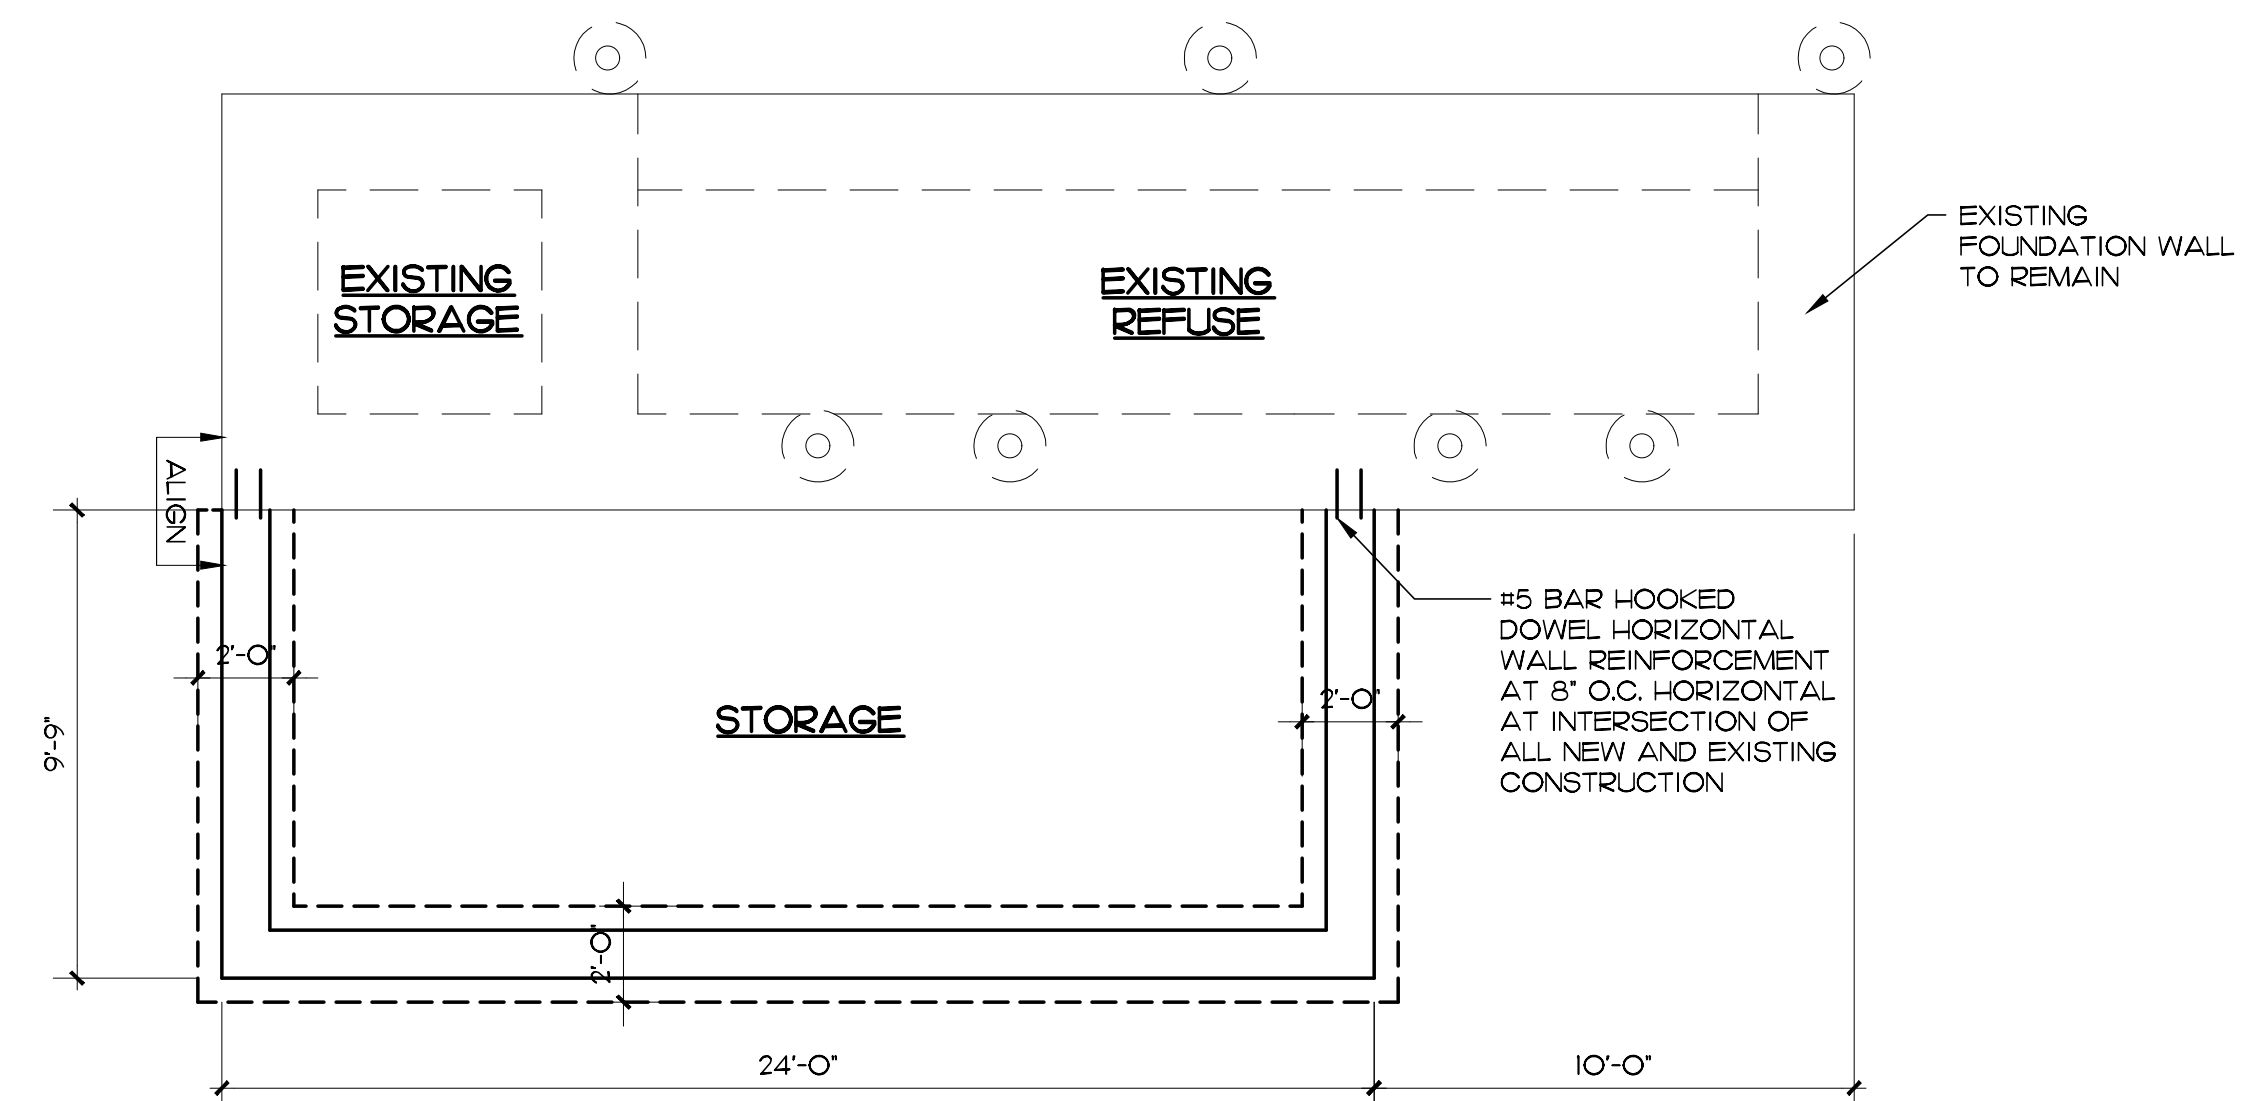 EXISTING
FOUNDATION WALL
TO REMAIN
EXISTING
STORAGE
EXISTING
REFUSE
ALIGN
#5 BAR HOOKED
DOWEL HORIZONTAL
WALL REINFORCEMENT
AT 8" O.C. HORIZONTAL
AT INTERSECTION OF
ALL NEW AND EXISTING
CONSTRUCTION
2'-0"
2'-0"
STORAGE
9'-9"
2'-0"
24'-0"
10'-0"